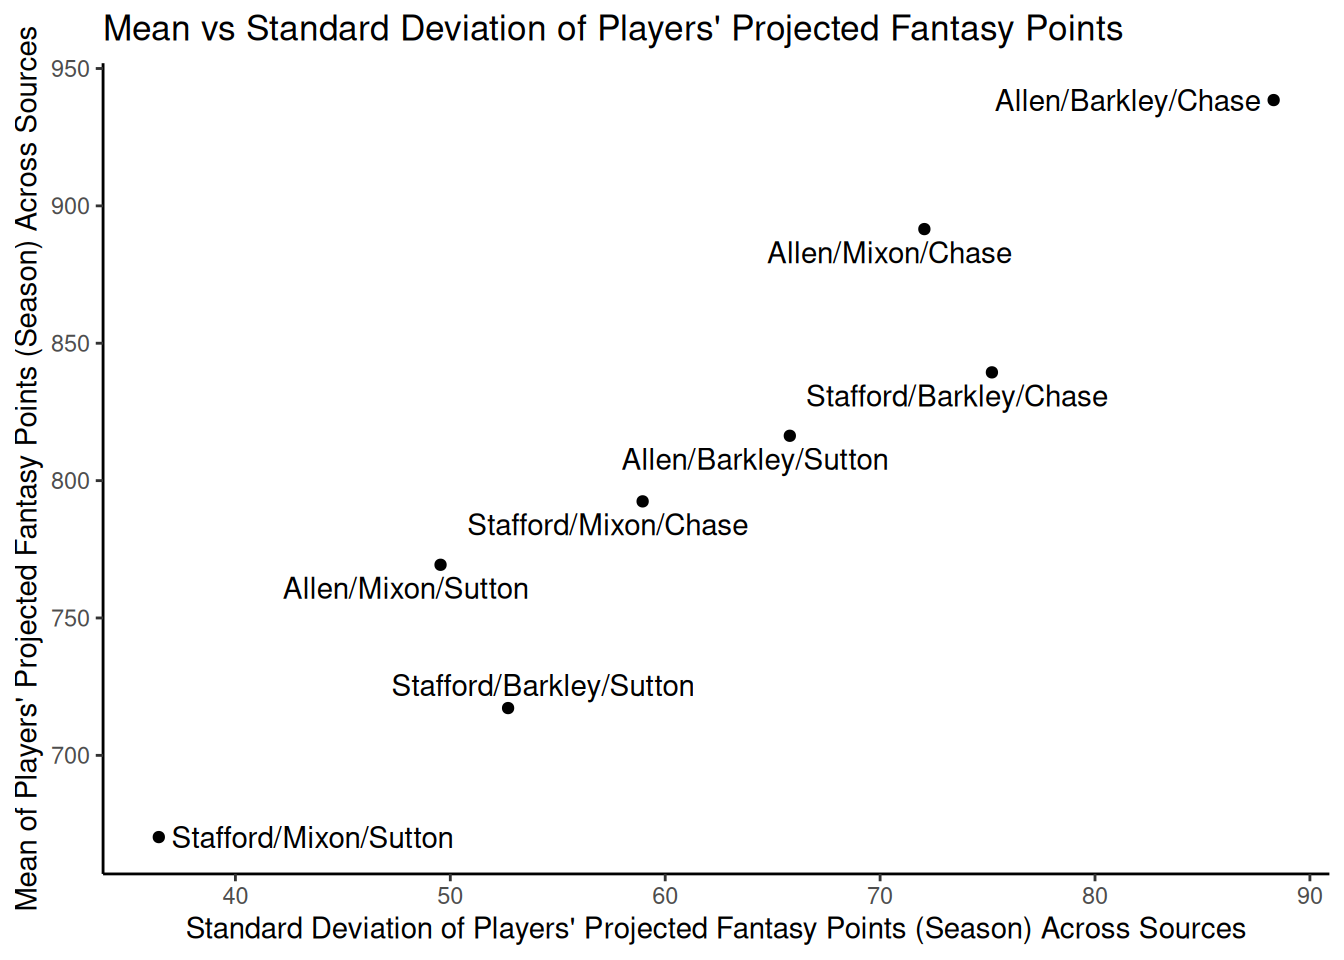 Mean vs Standard Deviation of Players' Projected Fantasy Points
Mean of Players' Projected Fantasy Points (Season) Across Sources
950
900
850
800
750
700
Allen/Barkley/Chase
Allen/Mixon/Chase
Stafford/Barkley/Chase
Allen/Barkley/Sutton
Stafford/Mixon/Chase
Allen/Mixon/Sutton
Stafford/Barkley/Sutton
Stafford/Mixon/Sutton
40 50 60 70 80 90
Standard Deviation of Players' Projected Fantasy Points (Season) Across Sources